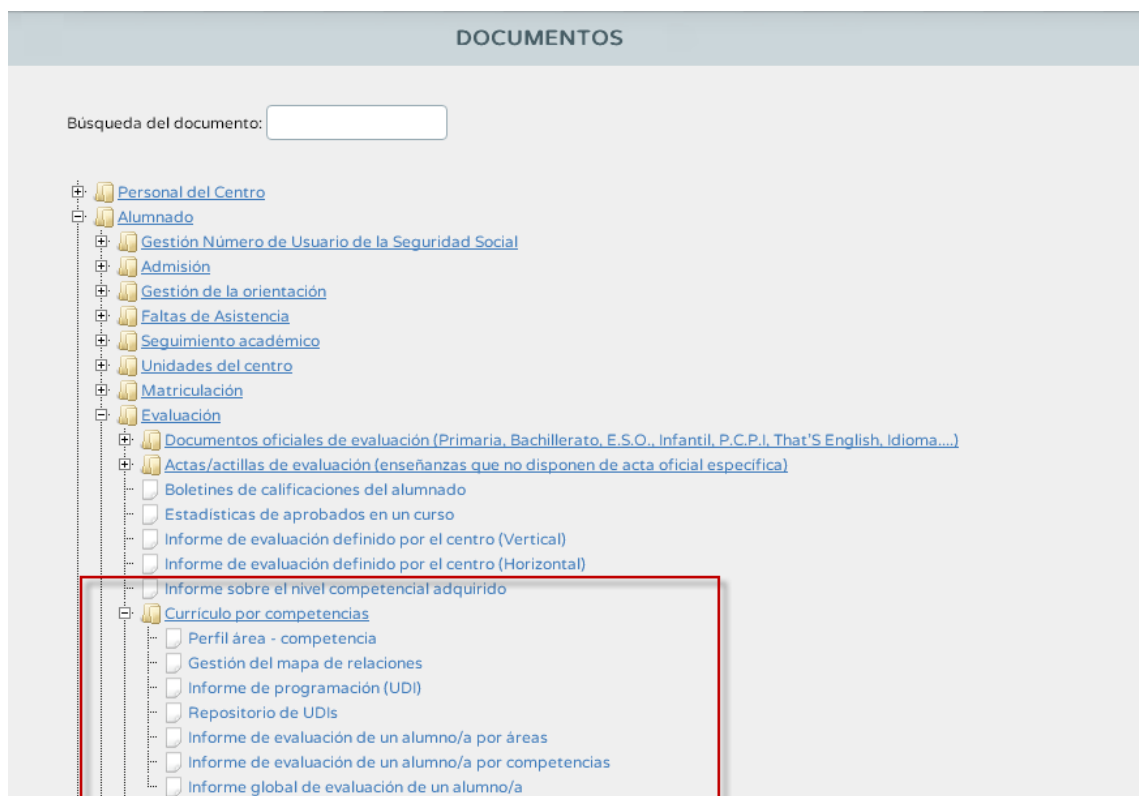 DOCUMENTOS
Búsqueda del documento:
Personal del Centro
Alumnado
Gestión Número de Usuario de la Seguridad Social
Admisión
Gestión de la orientación
Faltas de Asistencia
Seguimiento académico
Unidades del centro
Matriculación
Evaluación
Documentos oficiales de evaluación (Primaria, Bachillerato, E.S.O., Infantil, P.C.P.I, That'S English, Idioma....)
Actas/actillas de evaluación (enseñanzas que no disponen de acta oficial específica)
Boletines de calificaciones del alumnado
Estadísticas de aprobados en un curso
Informe de evaluación definido por el centro (Vertical)
Informe de evaluación definido por el centro (Horizontal)
Informe sobre el nivel competencial adquirido
Currículo por competencias
Perfil área - competencia
Gestión del mapa de relaciones
Informe de programación (UDI)
Repositorio de UDIs
Informe de evaluación de un alumno/a por áreas
Informe de evaluación de un alumno/a por competencias
Informe global de evaluación de un alumno/a